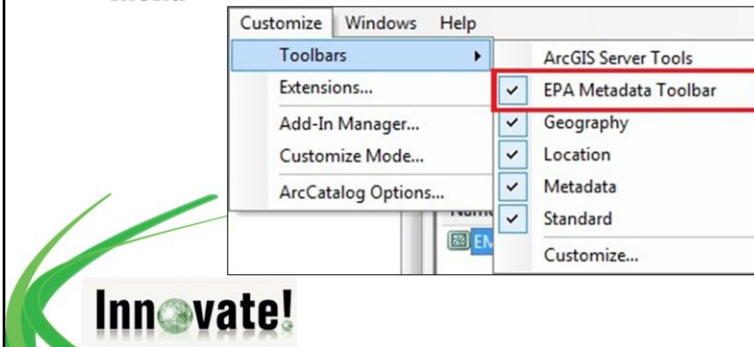 Customize Windows Help
Toolbars
Extensions...
Add-In Manager...
Customize Mode...
ArcCatalog Options...
ArcGIS Server Tools
EPA Metadata Toolbar
Geography
Location
Metadata
Standard
Customize...
Innovate!